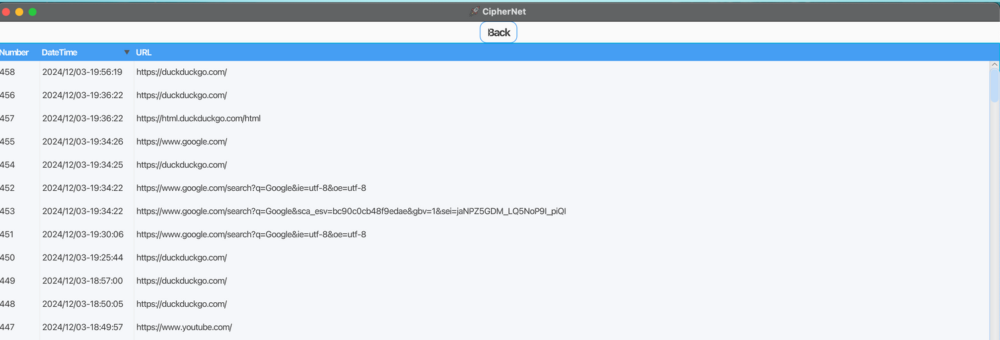 🚀 CipherNet
Back
Number DateTime ▼ URL
458 2024/12/03-19:56:19 https://duckduckgo.com/
456 2024/12/03-19:36:22 https://duckduckgo.com/
457 2024/12/03-19:36:22 https://html.duckduckgo.com/html
455 2024/12/03-19:34:26 https://www.google.com/
454 2024/12/03-19:34:25 https://duckduckgo.com/
452 2024/12/03-19:34:22 https://www.google.com/search?q=Google&ie=utf-8&oe=utf-8
453 2024/12/03-19:34:22 https://www.google.com/search?q=Google&sca_esv=bc90c0cb48f9edae&gbv=1&sei=jaNPZ5GDM_LQ5NoP9I_piQI
451 2024/12/03-19:30:06 https://www.google.com/search?q=Google&ie=utf-8&oe=utf-8
450 2024/12/03-19:25:44 https://duckduckgo.com/
449 2024/12/03-18:57:00 https://duckduckgo.com/
448 2024/12/03-18:50:05 https://duckduckgo.com/
447 2024/12/03-18:49:57 https://www.youtube.com/